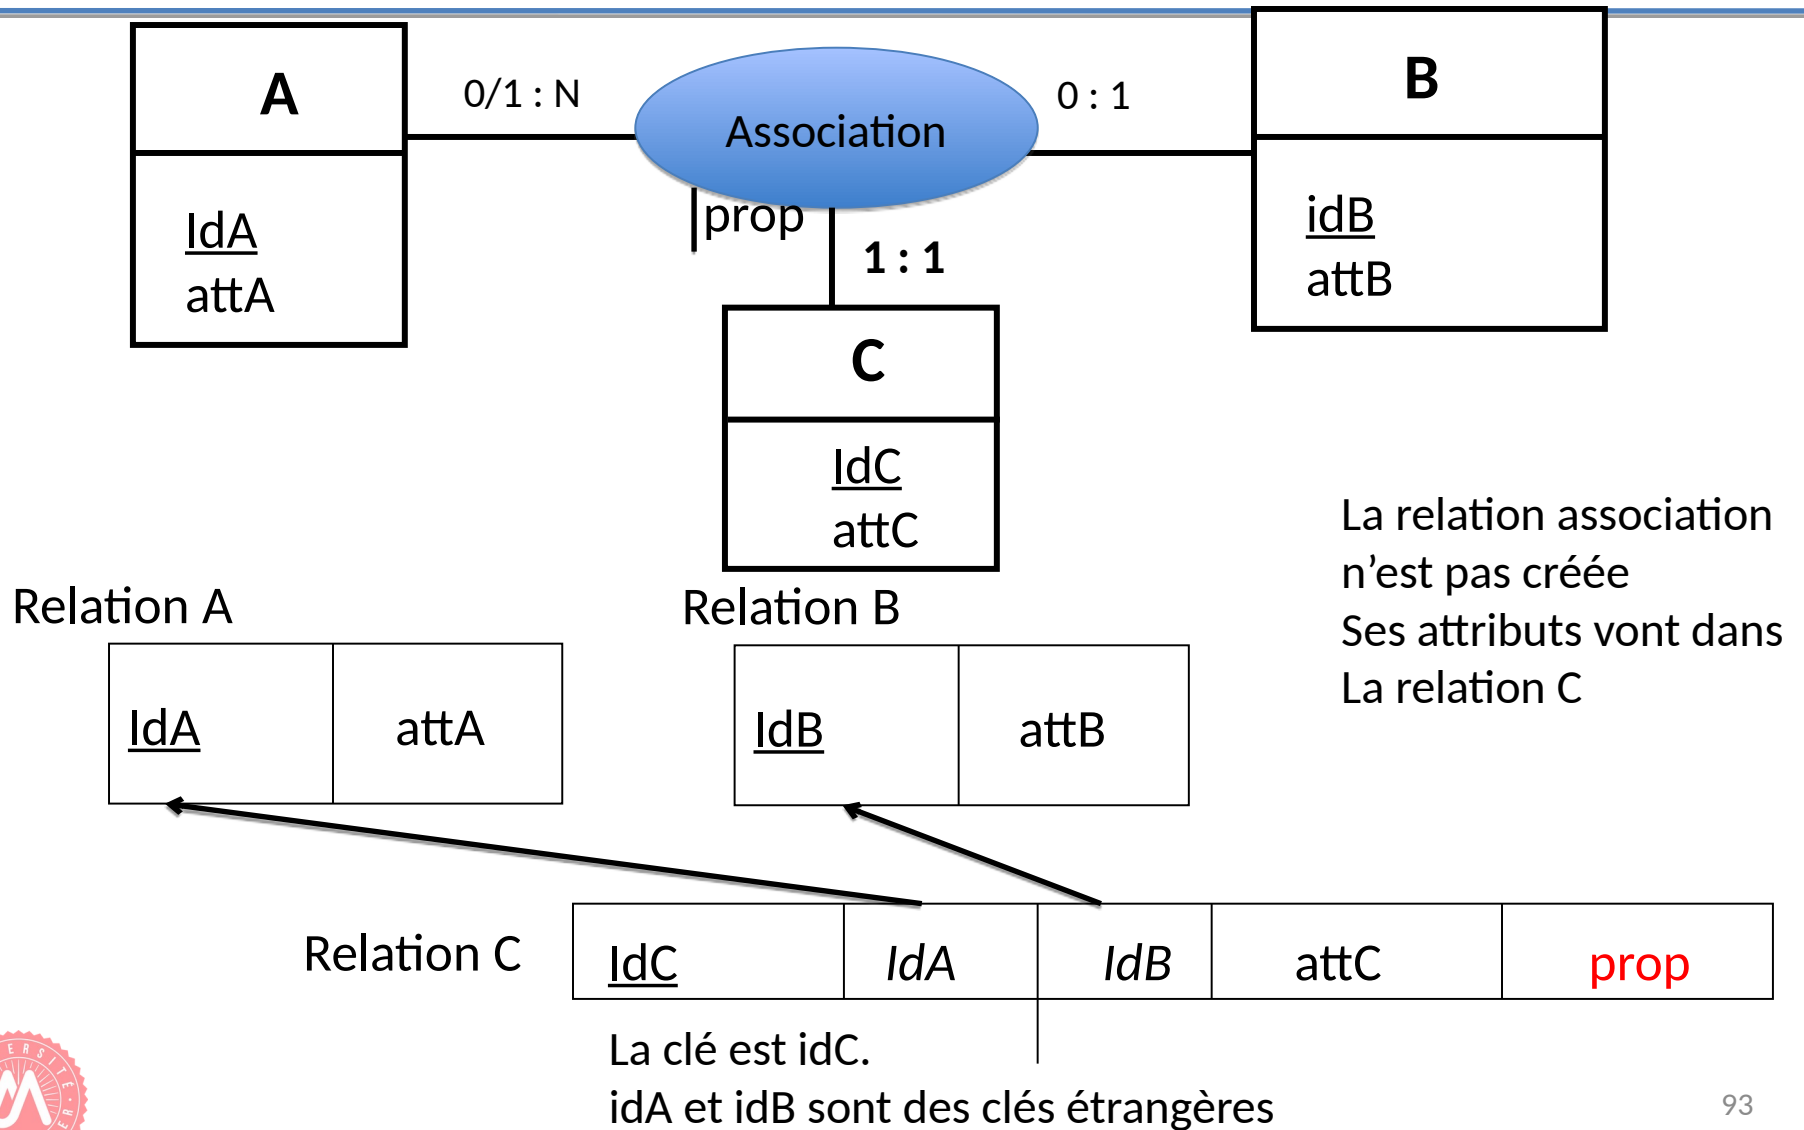 A
0/1 : N
Association
0 : 1
B
IdA
attA
prop
1 : 1
idB
attB
C
IdC
attC
La relation association
n’est pas créée
Ses attributs vont dans
La relation C
Relation A
Relation B
IdA attA
IdB attB
Relation C
IdC IdA IdB attC prop
La clé est idC.
idA et idB sont des clés étrangères
93